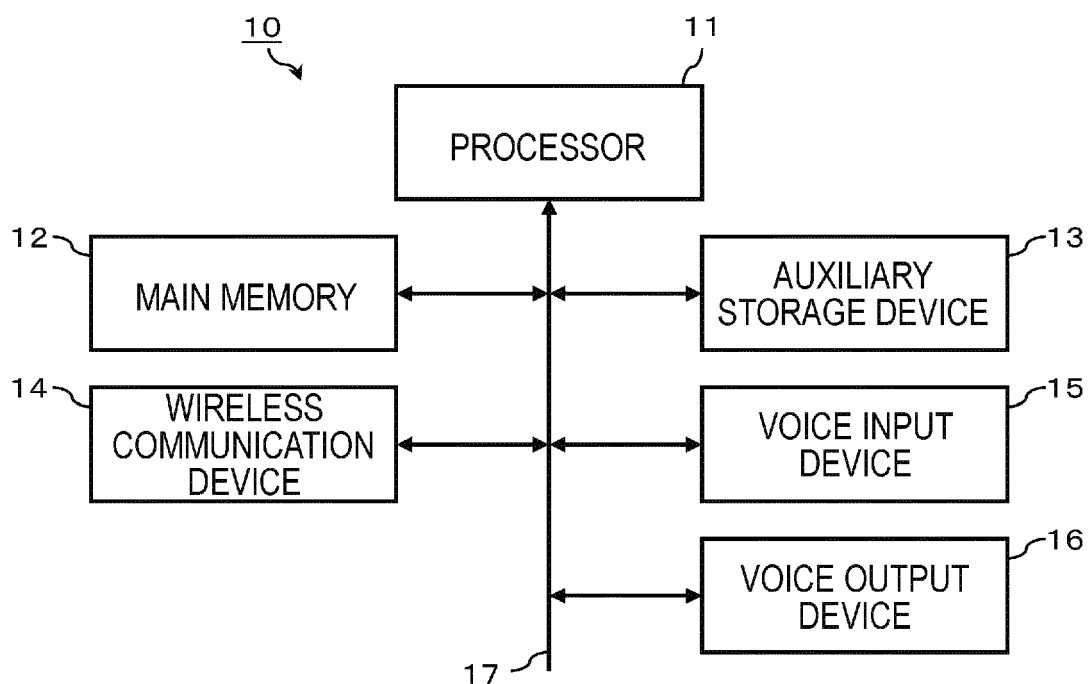 10
11
PROCESSOR
12
MAIN MEMORY
13
AUXILIARY
STORAGE DEVICE
14
WIRELESS
COMMUNICATION
DEVICE
15
VOICE INPUT
DEVICE
16
VOICE OUTPUT
DEVICE
17